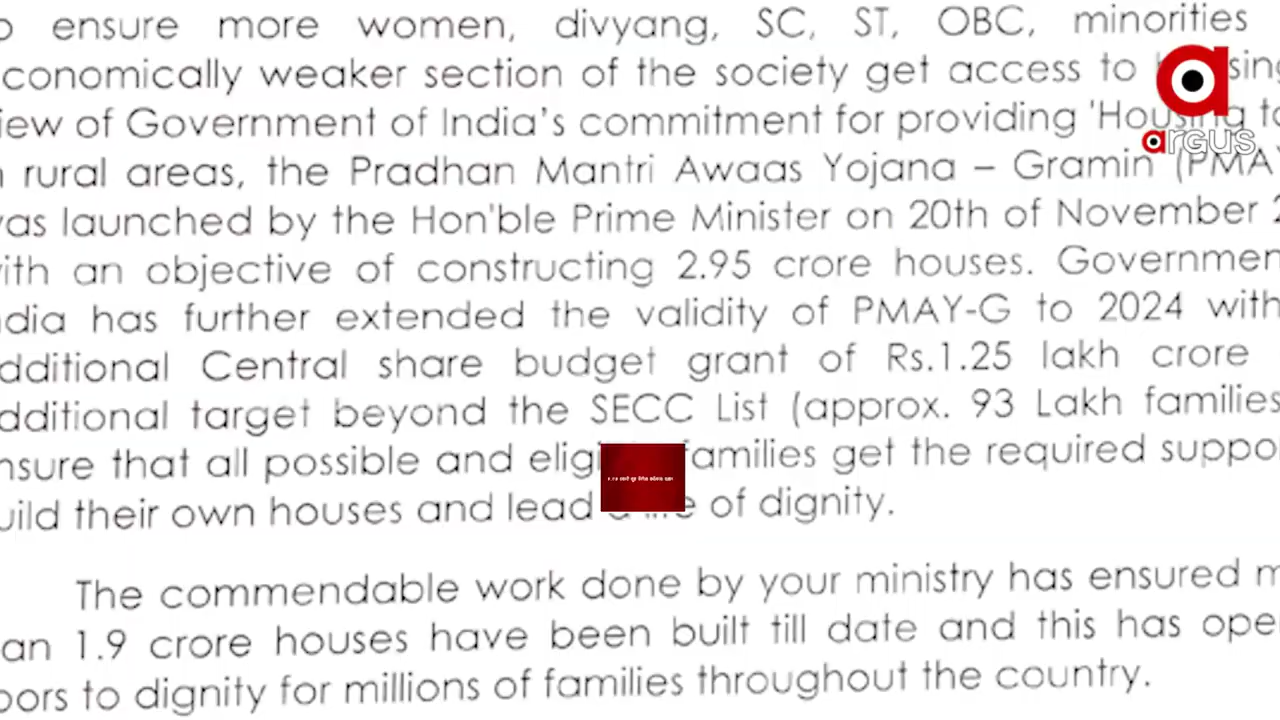 o ensure more women, divyang, SC, ST, OBC, minorities
conomically weaker section of the society get access to
iew of Government of India's commitment for providing 'Housing to
n rural areas, the Pradhan Mantri Awaas Yojana – Gramin (PMAY
vas launched by the Hon'ble Prime Minister on 20th of November 2
vith an objective of constructing 2.95 crore houses. Governmen
ndia has further extended the validity of PMAY-G to 2024 with
dditional Central share budget grant of Rs.1.25 lakh crore
dditional target beyond the SECC List (approx. 93 Lakh families
nsure that all possible and families get the required suppo
uild their own houses and lead of dignity.
The commendable work done by your ministry has ensured m
an 1.9 crore houses have been built till date and this has ope
oors to dignity for millions of families throughout the country.
argus